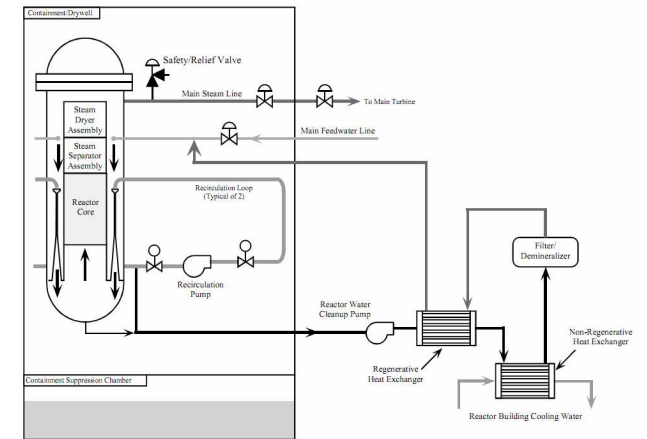 Containment/Drywell
Safety/Relief Valve
Main Steam Line
To Main Turbine
Steam
Dryer
Assembly
Main Feedwater Line
Steam
Separator
Assembly
Recirculation Loop
(Typical of 2)
Reactor
Core
Filter/
Demineralizer
Recirculation
Pump
Reactor Water
Cleanup Pump
Non-Regenerative
Heat Exchanger
Regenerative
Heat Exchanger
Containment Suppression Chamber
Reactor Building Cooling Water